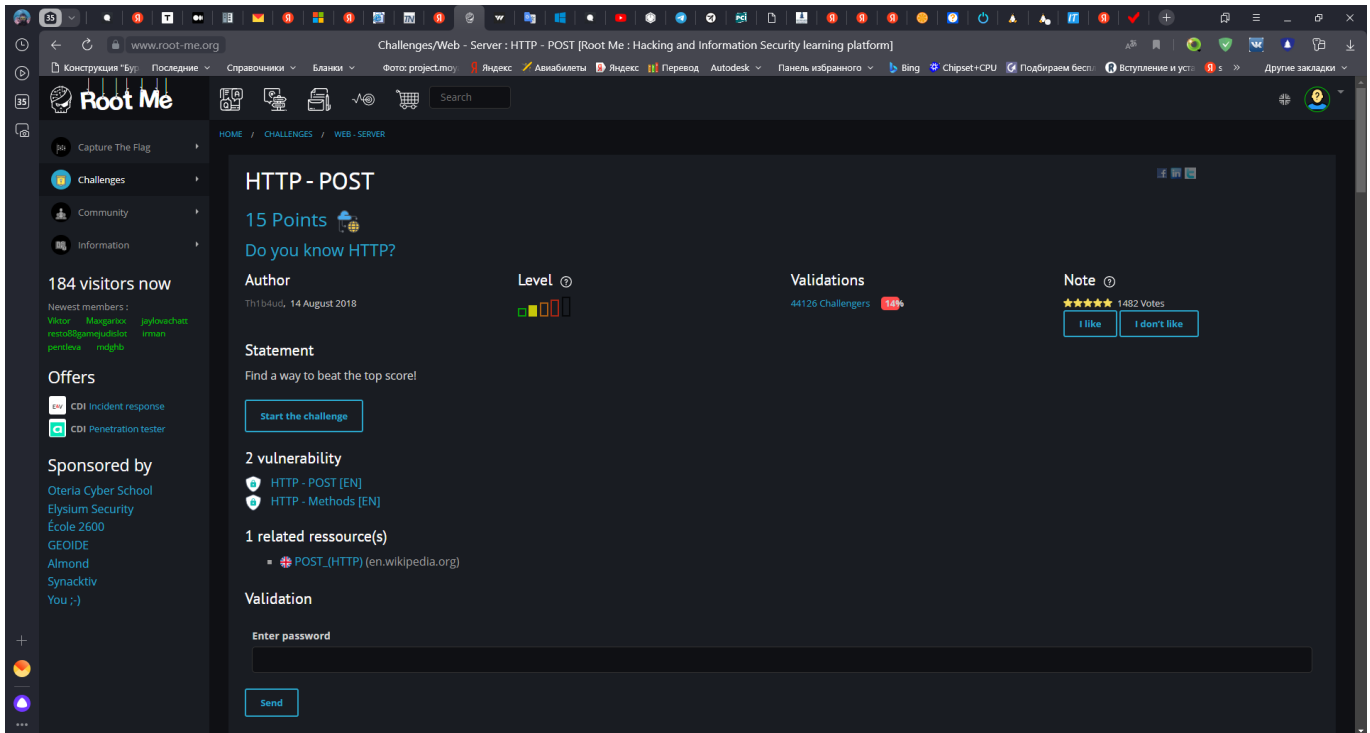 35
www.root-me.org
Challenges/Web - Server : HTTP - POST [Root Me : Hacking and Information Security learning platform]
Конструкция "Бур Последние Справочники Бланки Фото: project.moy Яндекс Авиабилеты Яндекс Перевод Autodesk Панель избранного Bing Chipset+CPU Подбираем беспл Вступление и уста s » Другие закладки
35
Root Me
Search
HOME / CHALLENGES / WEB - SERVER
Capture The Flag
Challenges
Community
Information
184 visitors now
Newest members :
Viktor Maxgarixx jaylovachatt
resto88gamejudislot irman
pentleva mdghb
Offers
CDI Incident response
CDI Penetration tester
Sponsored by
Oteria Cyber School
Elysium Security
École 2600
GEOIDE
Almond
Synacktiv
You ;-)
HTTP - POST
15 Points
Do you know HTTP?
Author
Th1b4ud, 14 August 2018
Level
Validations
44126 Challengers 14%
Note
1482 Votes
I like I don't like
Statement
Find a way to beat the top score!
Start the challenge
2 vulnerability
HTTP - POST [EN]
HTTP - Methods [EN]
1 related ressource(s)
POST_(HTTP) (en.wikipedia.org)
Validation
Enter password
Send